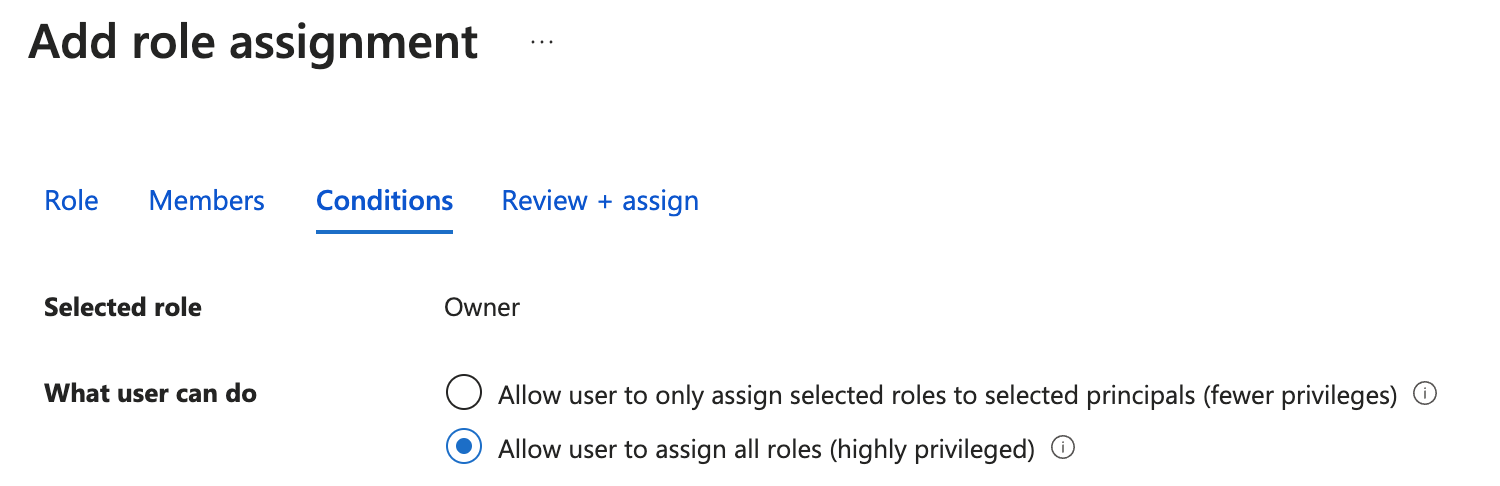 Add role assignment ...
Role Members Conditions Review + assign
Selected role Owner
What user can do Allow user to only assign selected roles to selected principals (fewer privileges)
Allow user to assign all roles (highly privileged)